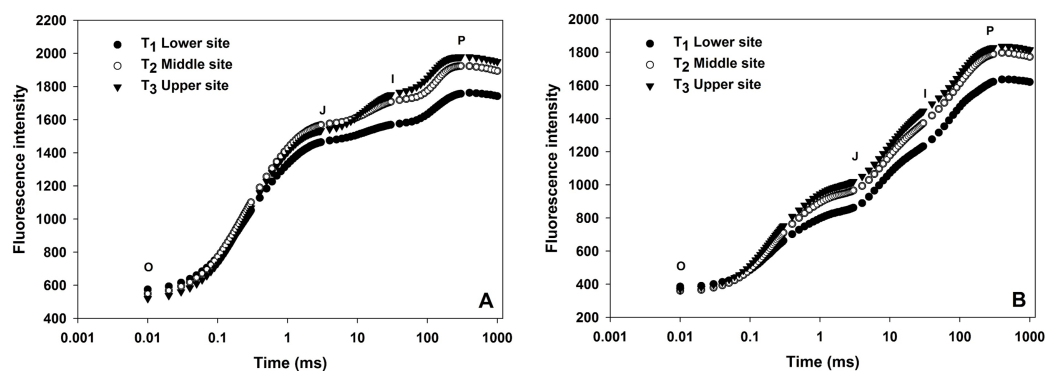 2200
2000
1800
1600
1400
1200
1000
800
600
400
Fluorescence intensity
T1 Lower site
T2 Middle site
T3 Upper site
O
J
I
P
A
0.001 0.01 0.1 1 10 100 1000
Time (ms)
2000
1800
1600
1400
1200
1000
800
600
400
200
Fluorescence intensity
T1 Lower site
T2 Middle site
T3 Upper site
O
J
I
P
B
0.001 0.01 0.1 1 10 100 1000
Time (ms)